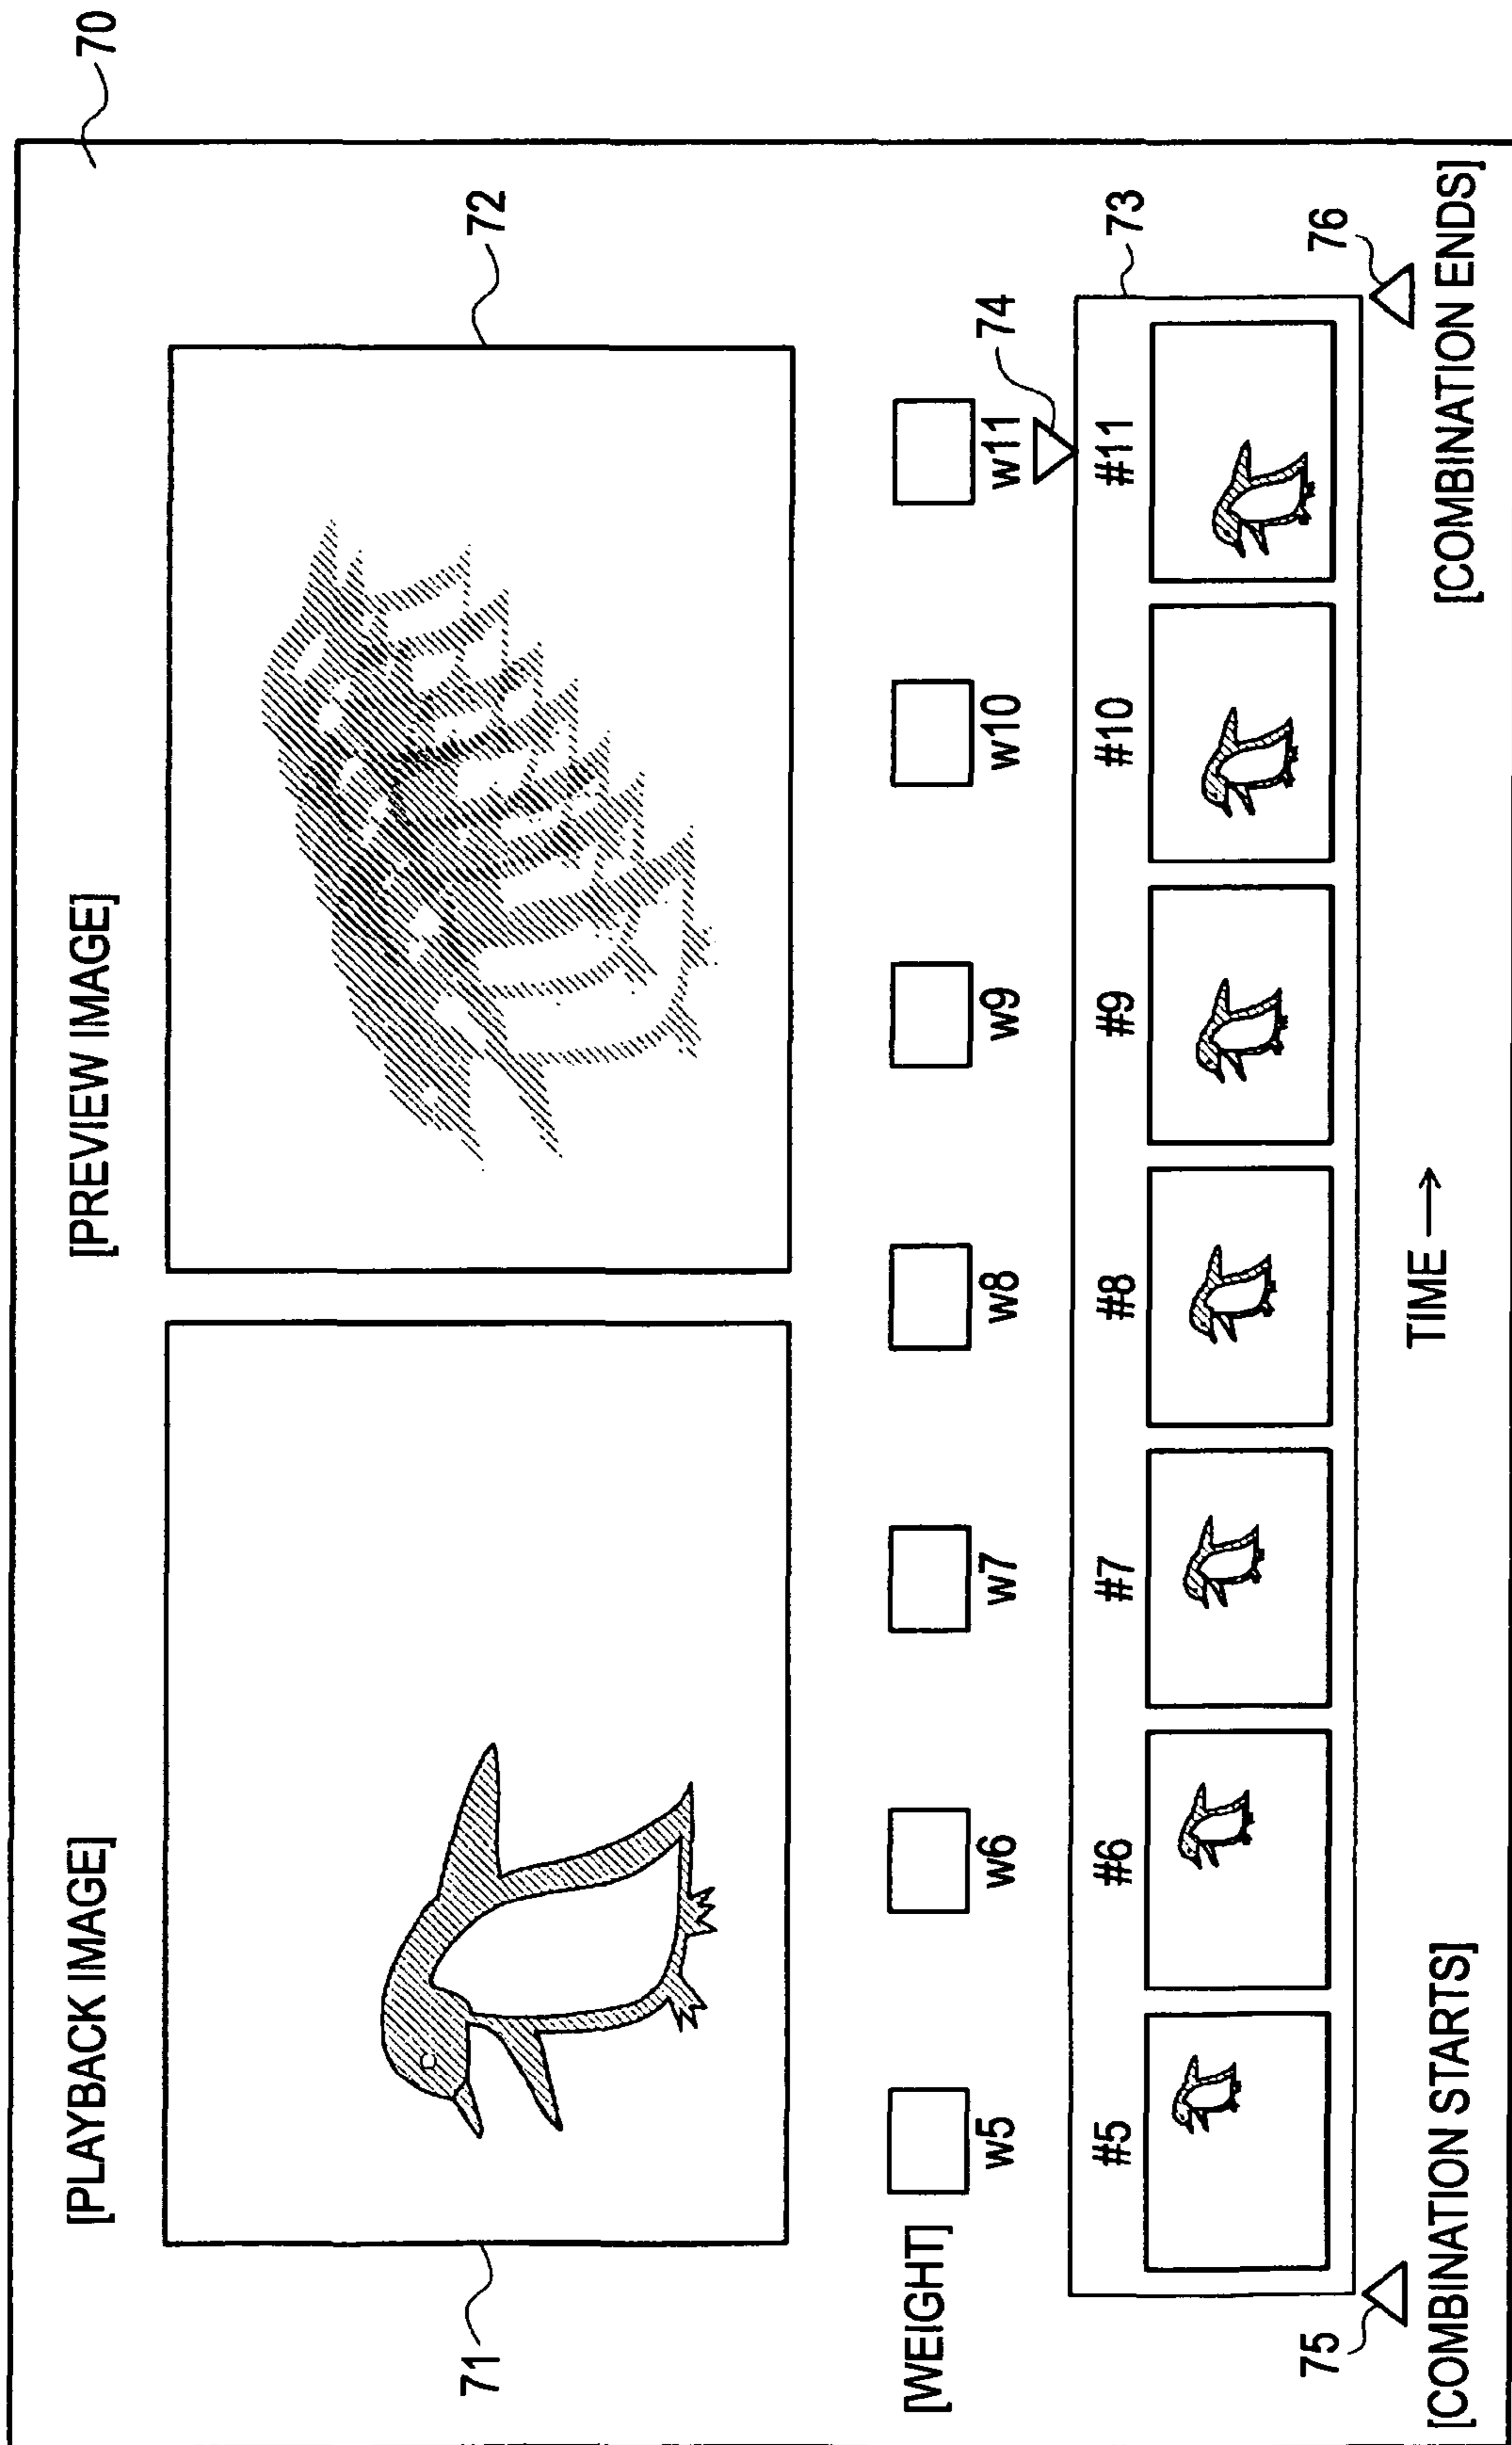 70
[PLAYBACK IMAGE]
[PREVIEW IMAGE]
71
72
[WEIGHT]
w5
w6
w7
w8
w9
w10
w11
74
73
#5
#6
#7
#8
#9
#10
#11
75
76
TIME →
[COMBINATION STARTS]
[COMBINATION ENDS]